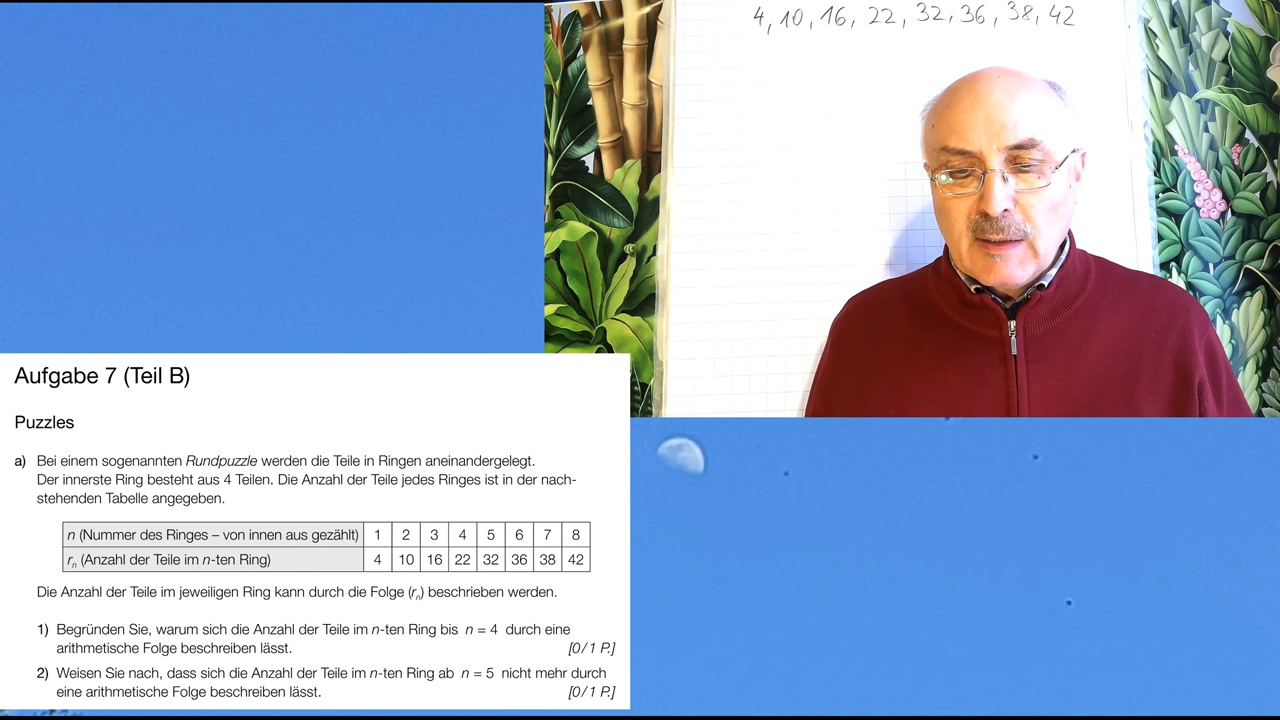 4, 10, 16, 22, 32, 36, 38, 42
Aufgabe 7 (Teil B)
Puzzles
a) Bei einem sogenannten Rundpuzzle werden die Teile in Ringen aneinandergelegt.
Der innerste Ring besteht aus 4 Teilen. Die Anzahl der Teile jedes Ringes ist in der nach-
stehenden Tabelle angegeben.
n (Nummer des Ringes – von innen aus gezählt) 1 2 3 4 5 6 7 8
rn (Anzahl der Teile im n-ten Ring) 4 10 16 22 32 36 38 42
Die Anzahl der Teile im jeweiligen Ring kann durch die Folge (rn) beschrieben werden.
1) Begründen Sie, warum sich die Anzahl der Teile im n-ten Ring bis n = 4 durch eine
arithmetische Folge beschreiben lässt. [0/1 P.]
2) Weisen Sie nach, dass sich die Anzahl der Teile im n-ten Ring ab n = 5 nicht mehr durch
eine arithmetische Folge beschreiben lässt. [0/1 P.]